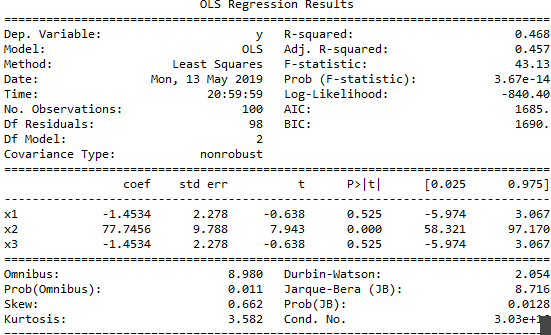 OLS Regression Results
==============================================================================
Dep. Variable: y R-squared: 0.468
Model: OLS Adj. R-squared: 0.457
Method: Least Squares F-statistic: 43.13
Date: Mon, 13 May 2019 Prob (F-statistic): 3.67e-14
Time: 20:59:59 Log-Likelihood: -840.40
No. Observations: 100 AIC: 1685.
Df Residuals: 98 BIC: 1690.
Df Model: 2
Covariance Type: nonrobust
==============================================================================
coef std err t P>|t| [0.025 0.975]
------------------------------------------------------------------------------
x1 -1.4534 2.278 -0.638 0.525 -5.974 3.067
x2 77.7456 9.788 7.943 0.000 58.321 97.170
x3 -1.4534 2.278 -0.638 0.525 -5.974 3.067
==============================================================================
Omnibus: 8.980 Durbin-Watson: 2.054
Prob(Omnibus): 0.011 Jarque-Bera (JB): 8.716
Skew: 0.662 Prob(JB): 0.0128
Kurtosis: 3.582 Cond. No.
==============================================================================